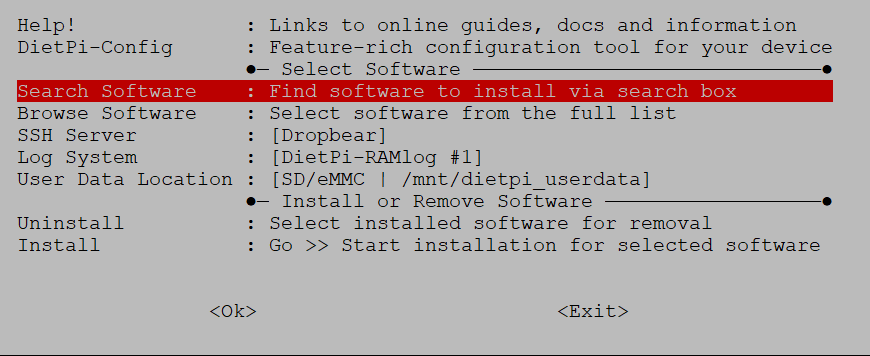 Help! : Links to online guides, docs and information
DietPi-Config : Feature-rich configuration tool for your device
●─ Select Software ─────────────────────────────●
Search Software : Find software to install via search box
Browse Software : Select software from the full list
SSH Server : [Dropbear]
Log System : [DietPi-RAMlog #1]
User Data Location : [SD/eMMC | /mnt/dietpi_userdata]
●─ Install or Remove Software ──────────────────●
Uninstall : Select installed software for removal
Install : Go >> Start installation for selected software
<Ok> <Exit>